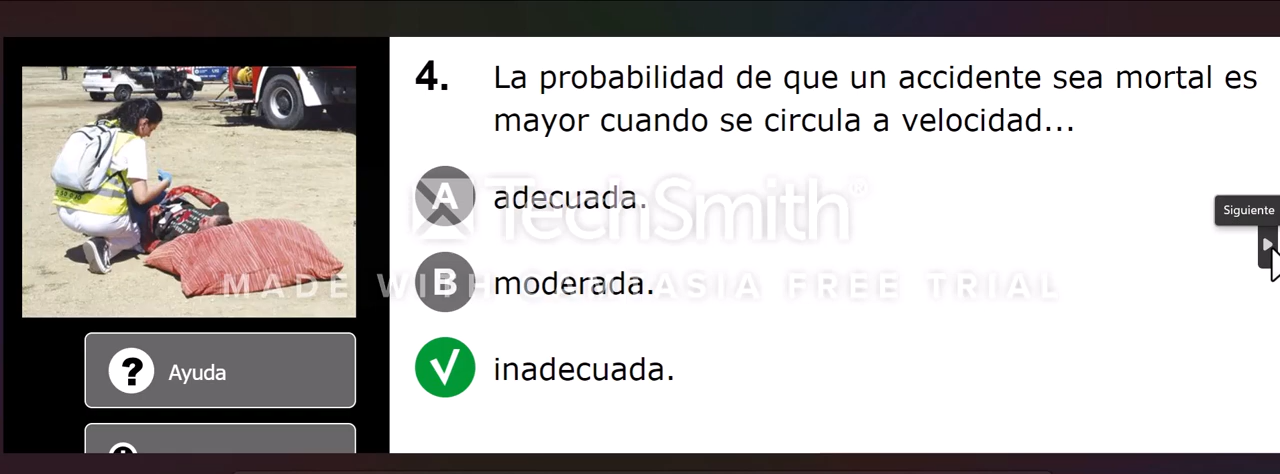 4. La probabilidad de que un accidente sea mortal es
mayor cuando se circula a velocidad...
A adecuada.
TechSmith®
Siguiente
B moderada.
MADE WITH CAMTASIA FREE TRIAL
? Ayuda
inadecuada.